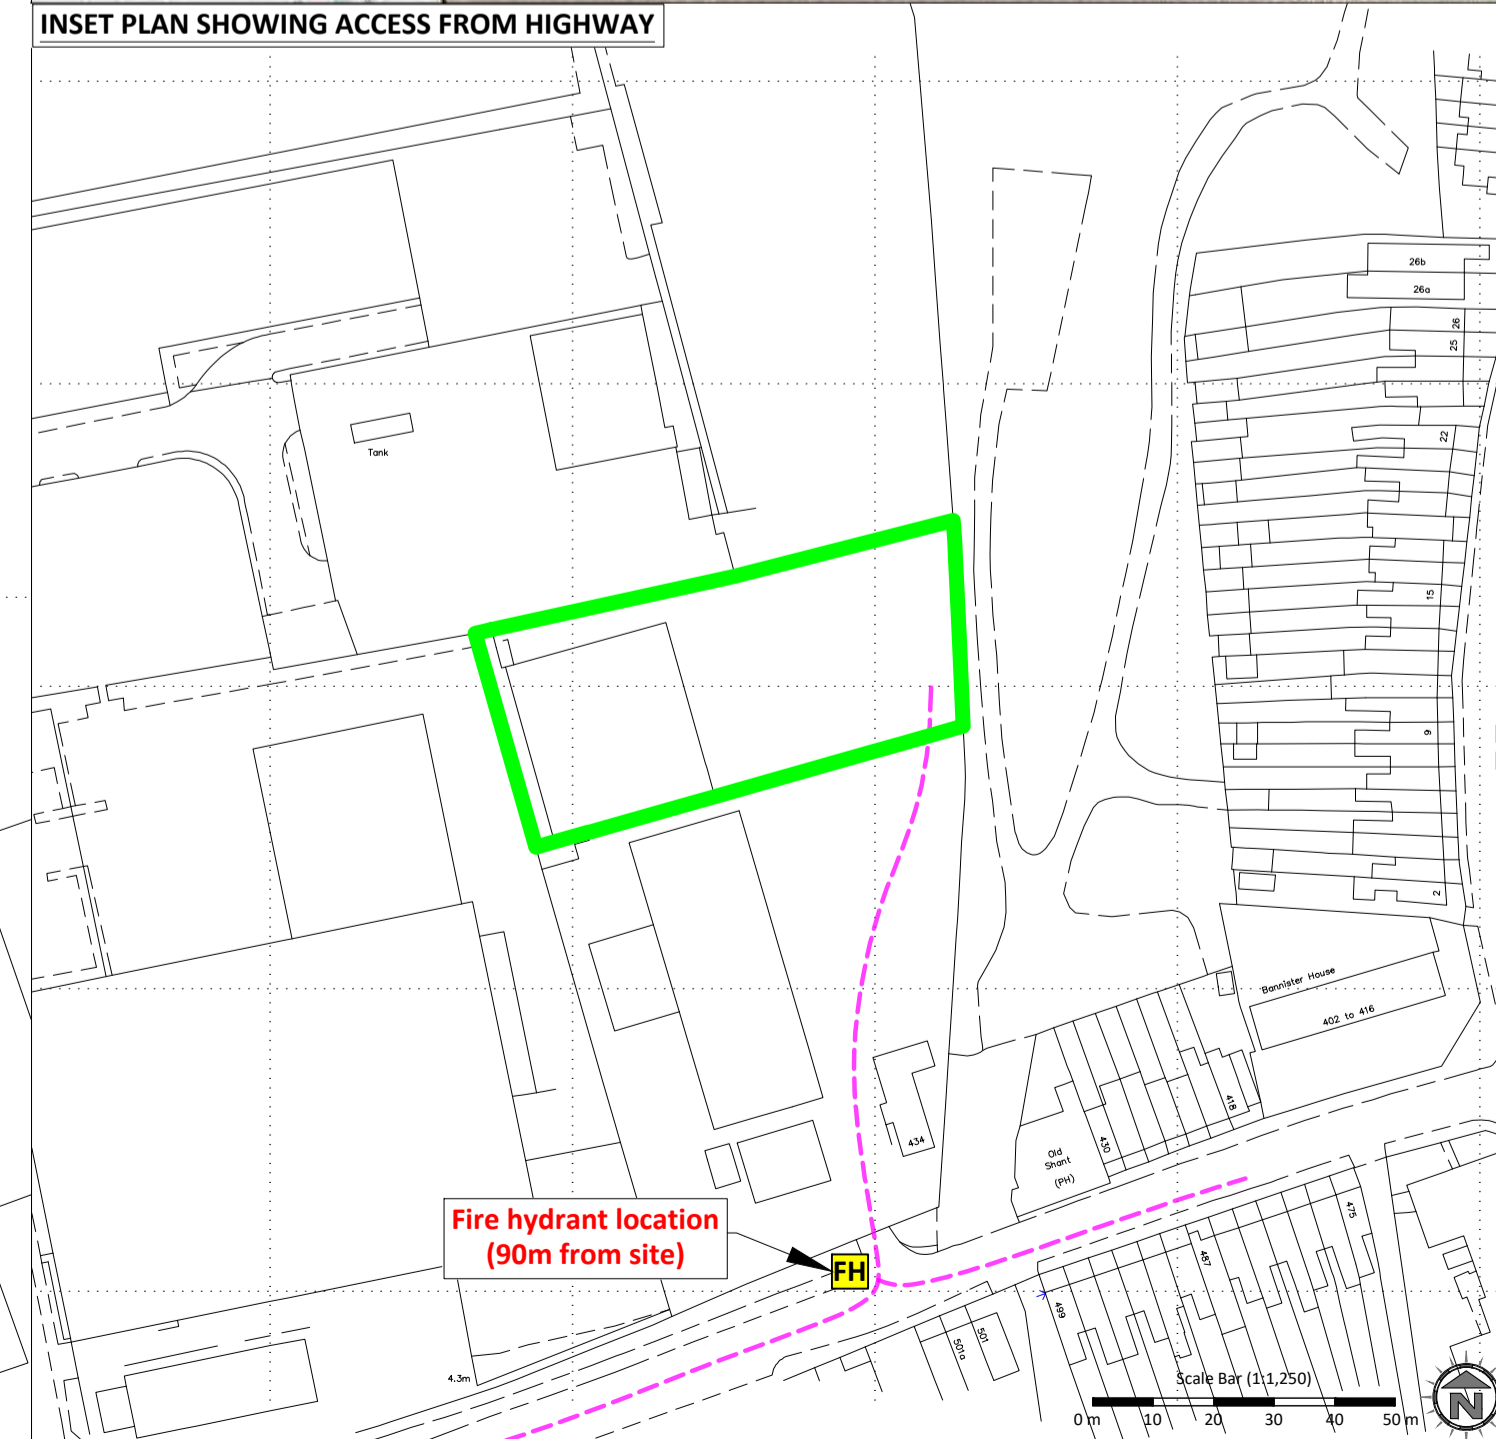 INSET PLAN SHOWING ACCESS FROM HIGHWAY
26b
26a
26
25
22
Tank
15
9
2
Bannister House
402 to 416
418
430
434
Old
Shant
(PH)
Fire hydrant location
(90m from site)
FH
475
487
499
501
501a
4.3m
Scale Bar (1:1,250)
0 m 10 20 30 40 50 m
N